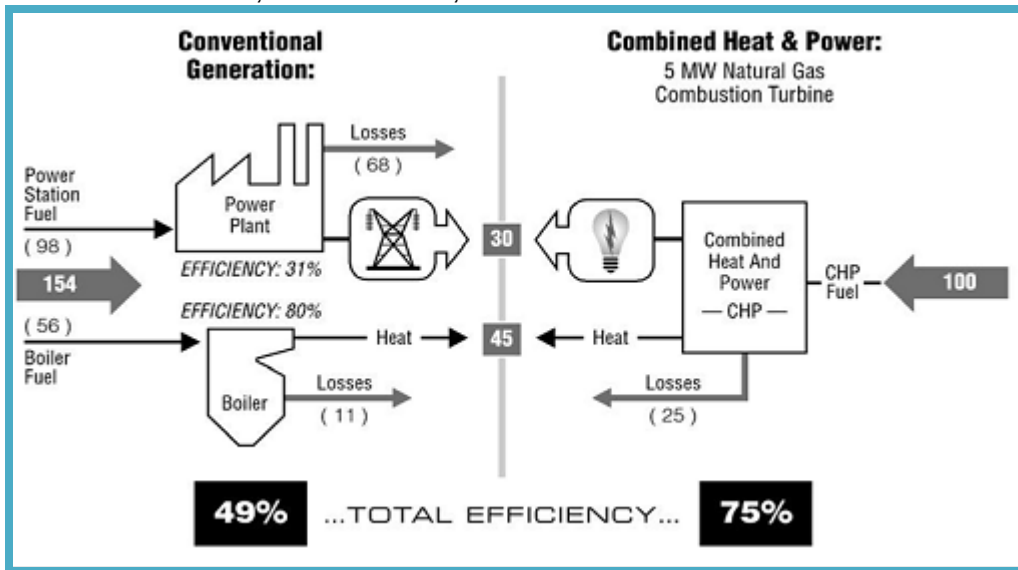 Conventional
Generation:
Combined Heat & Power:
5 MW Natural Gas
Combustion Turbine
Losses
( 68 )
Power
Station
Fuel
( 98 )
Power
Plant
EFFICIENCY: 31%
154
30
Combined
Heat And
Power
— CHP —
CHP
Fuel
100
( 56 )
Boiler
Fuel
EFFICIENCY: 80%
Heat
45
Heat
Boiler
Losses
( 11 )
Losses
( 25 )
49% ...TOTAL EFFICIENCY... 75%